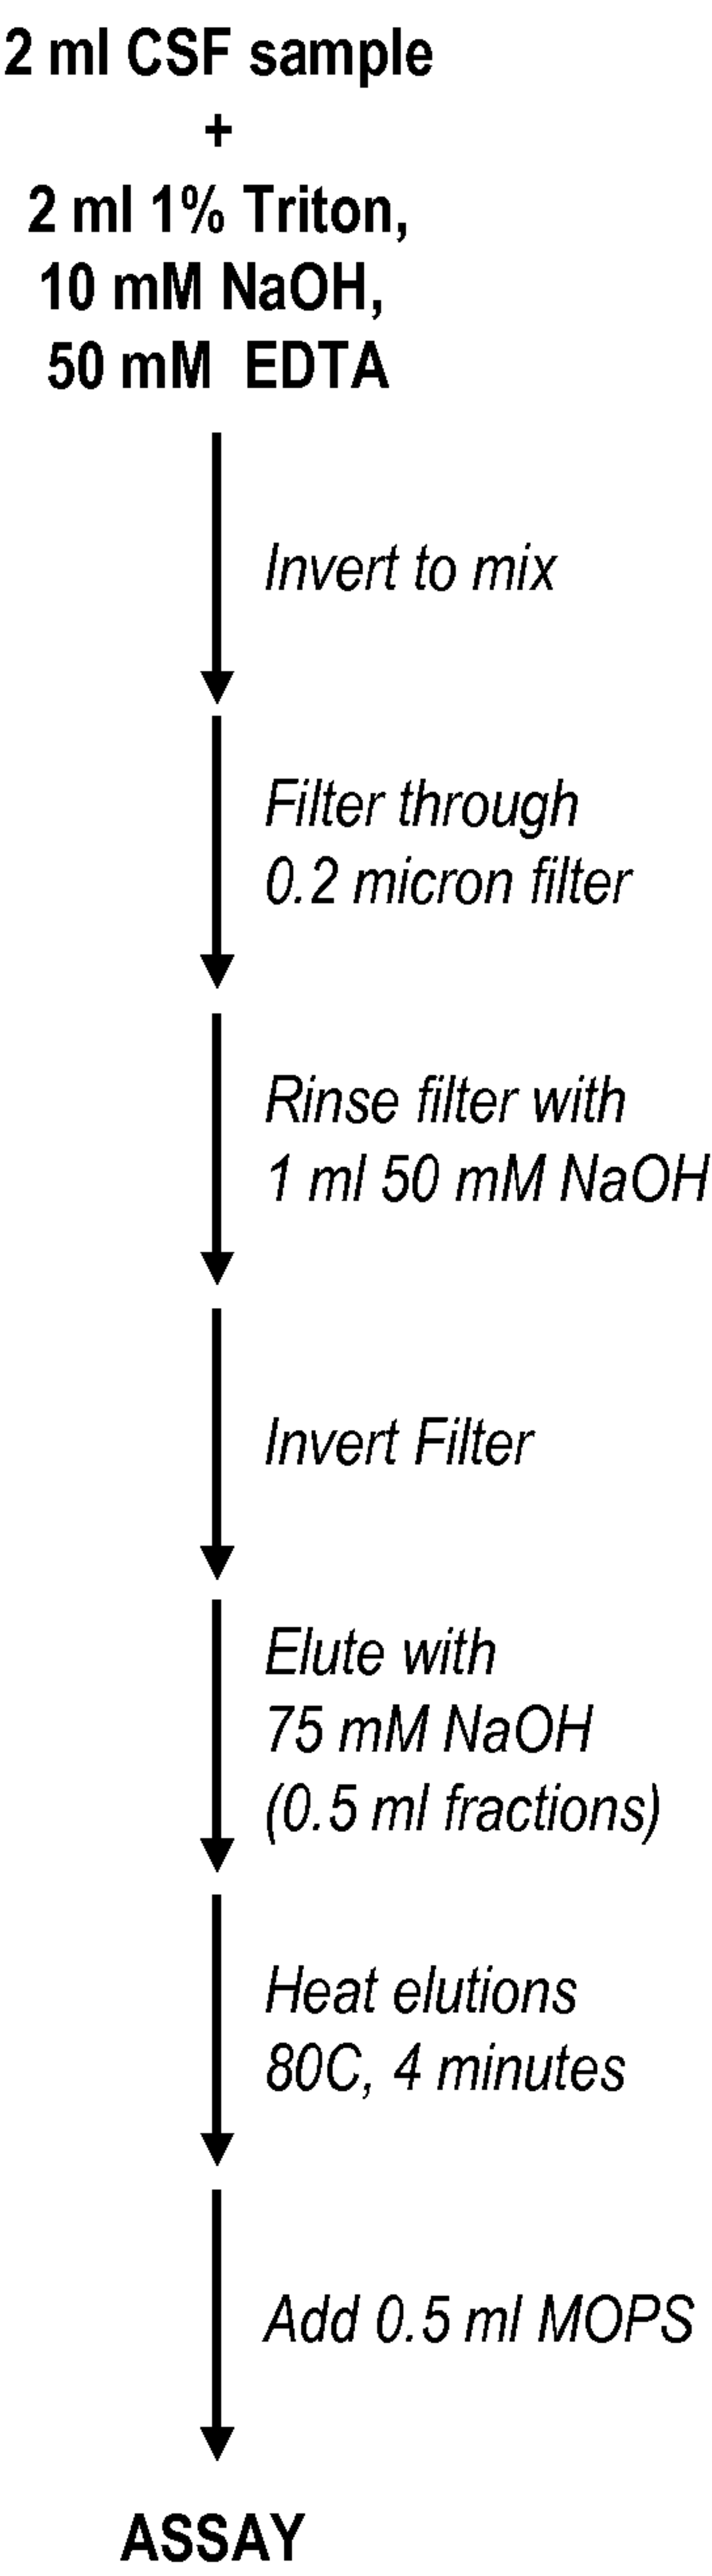 2 ml CSF sample
+
2 ml 1% Triton,
10 mM NaOH,
50 mM EDTA
Invert to mix
Filter through
0.2 micron filter
Rinse filter with
1 ml 50 mM NaOH
Invert Filter
Elute with
75 mM NaOH
(0.5 ml fractions)
Heat elutions
80C, 4 minutes
Add 0.5 ml MOPS
ASSAY